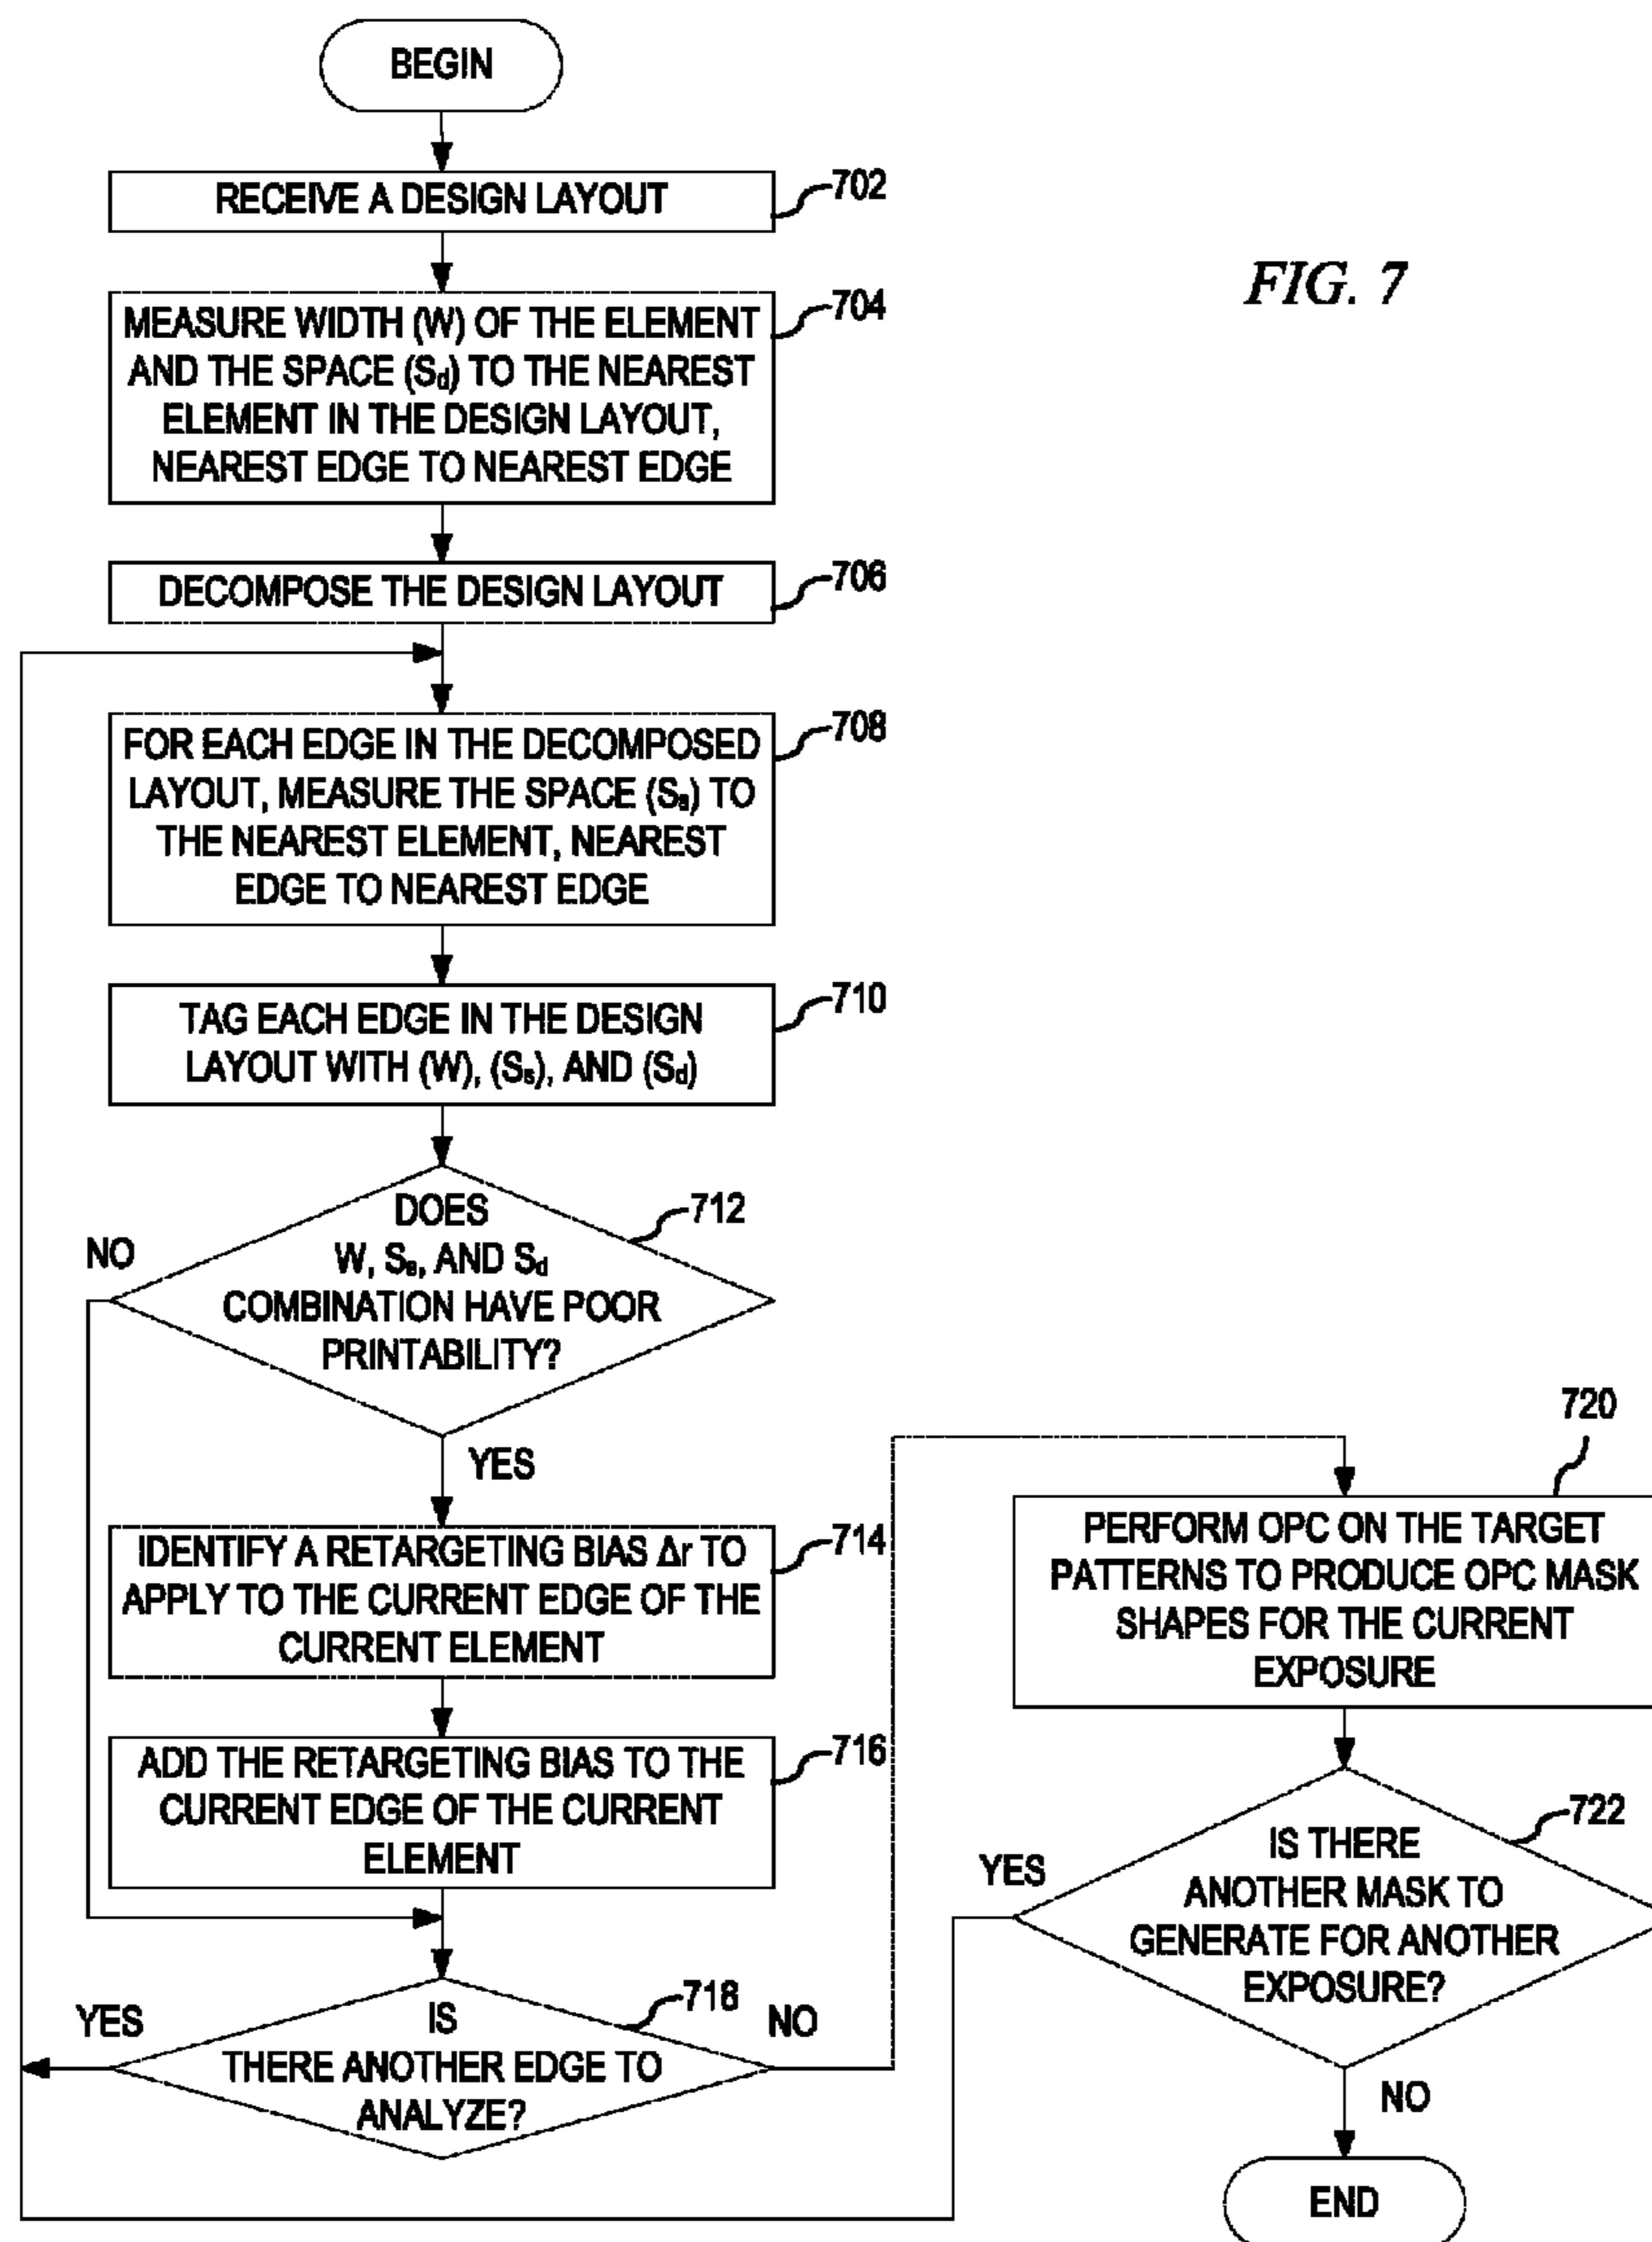 BEGIN
RECEIVE A DESIGN LAYOUT
702
FIG. 7
MEASURE WIDTH (W) OF THE ELEMENT
AND THE SPACE (Sd) TO THE NEAREST
ELEMENT IN THE DESIGN LAYOUT,
NEAREST EDGE TO NEAREST EDGE
704
DECOMPOSE THE DESIGN LAYOUT
706
FOR EACH EDGE IN THE DECOMPOSED
LAYOUT, MEASURE THE SPACE (Ss) TO
THE NEAREST ELEMENT, NEAREST
EDGE TO NEAREST EDGE
708
TAG EACH EDGE IN THE DESIGN
LAYOUT WITH (W), (Ss), AND (Sd)
710
DOES
W, Ss, AND Sd
COMBINATION HAVE POOR
PRINTABILITY?
712
NO
YES
IDENTIFY A RETARGETING BIAS Δr TO
APPLY TO THE CURRENT EDGE OF THE
CURRENT ELEMENT
714
ADD THE RETARGETING BIAS TO THE
CURRENT EDGE OF THE CURRENT
ELEMENT
716
IS
THERE ANOTHER EDGE TO
ANALYZE?
718
YES
NO
720
PERFORM OPC ON THE TARGET
PATTERNS TO PRODUCE OPC MASK
SHAPES FOR THE CURRENT
EXPOSURE
IS THERE
ANOTHER MASK TO
GENERATE FOR ANOTHER
EXPOSURE?
722
YES
NO
END